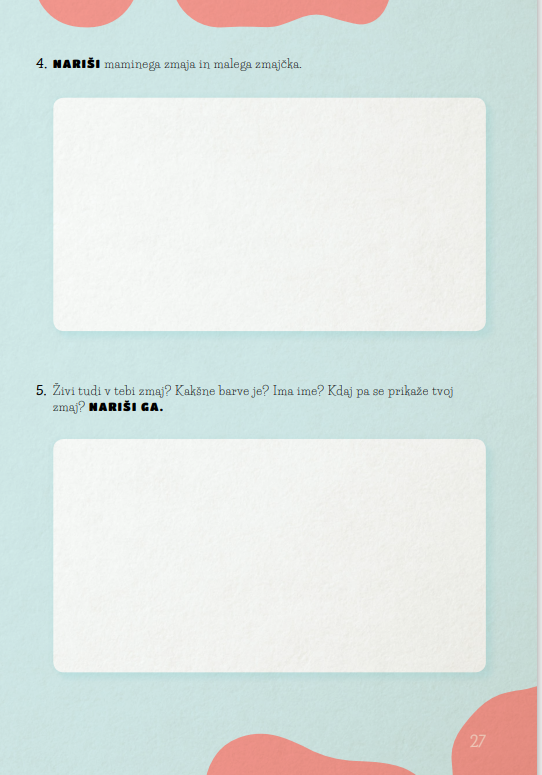 4. NARIŠI maminega zmaja in malega zmajčka.
5. Živi tudi v tebi zmaj? Kakšne barve je? Ima ime? Kdaj pa se prikaže tvoj
zmaj? NARIŠI GA.
27